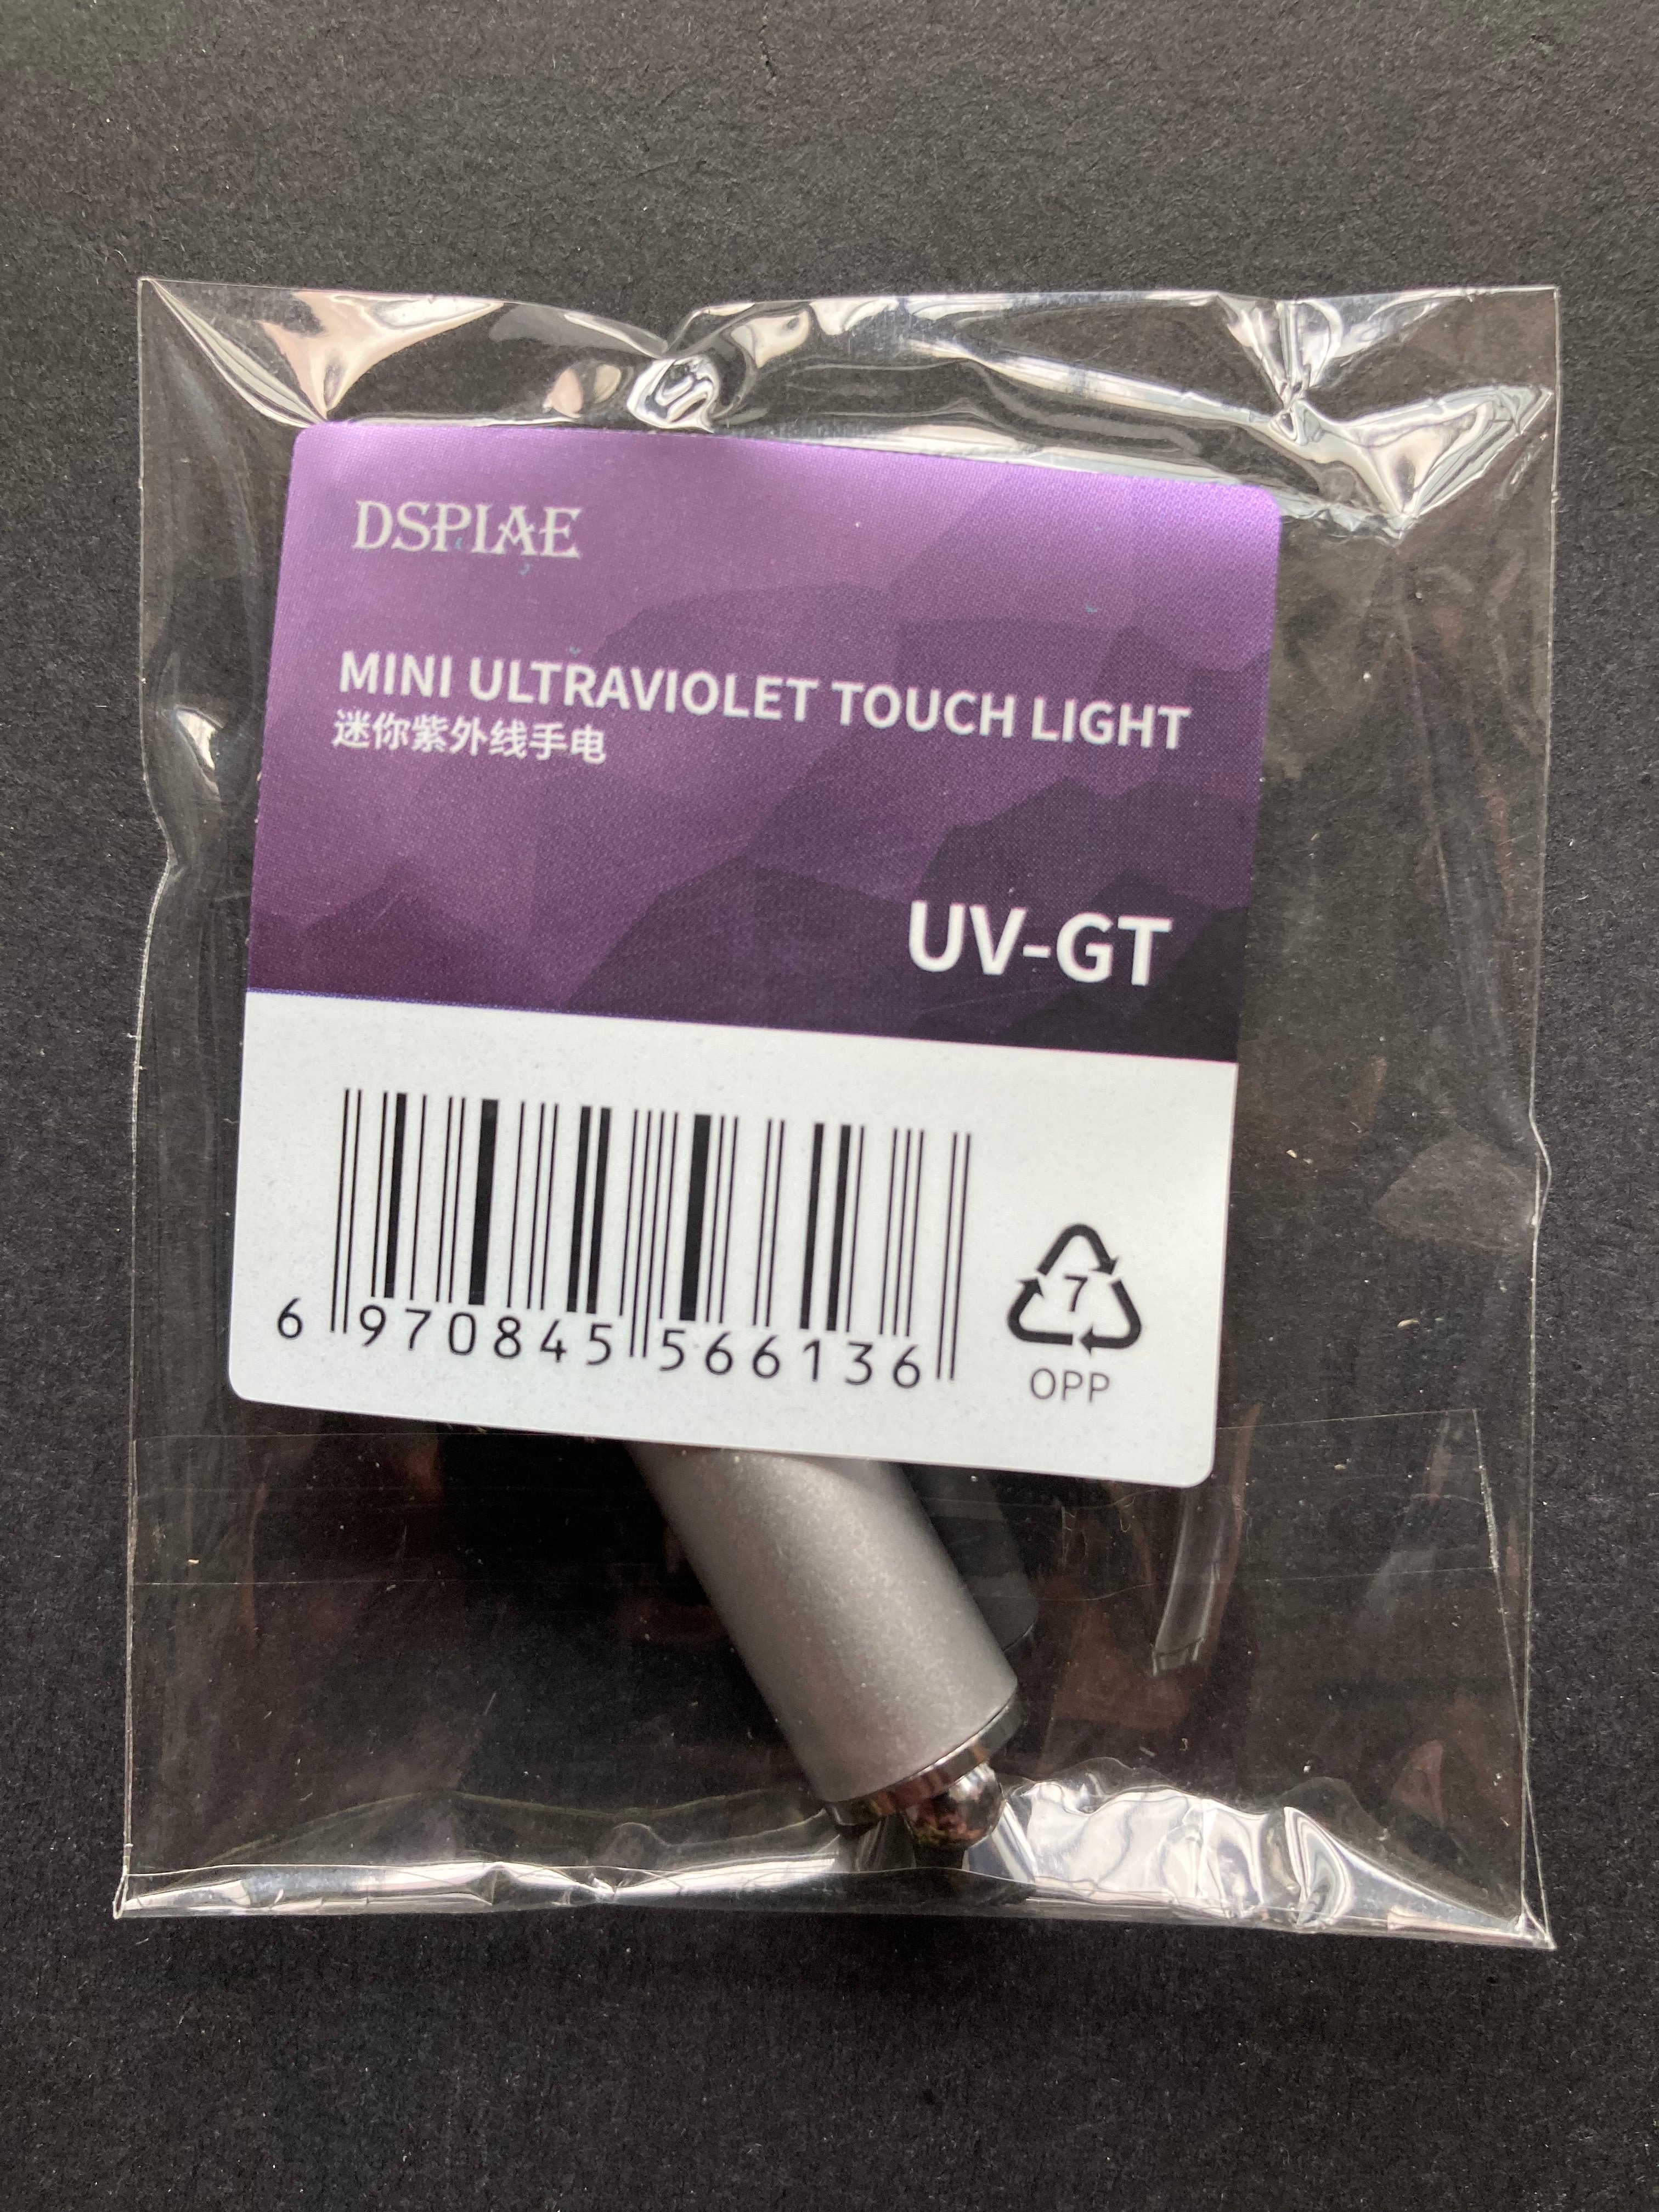 DSPIAE
MINI ULTRAVIOLET TOUCH LIGHT
迷你紫外线手电
UV-GT
6 970845 566136
7
OPP